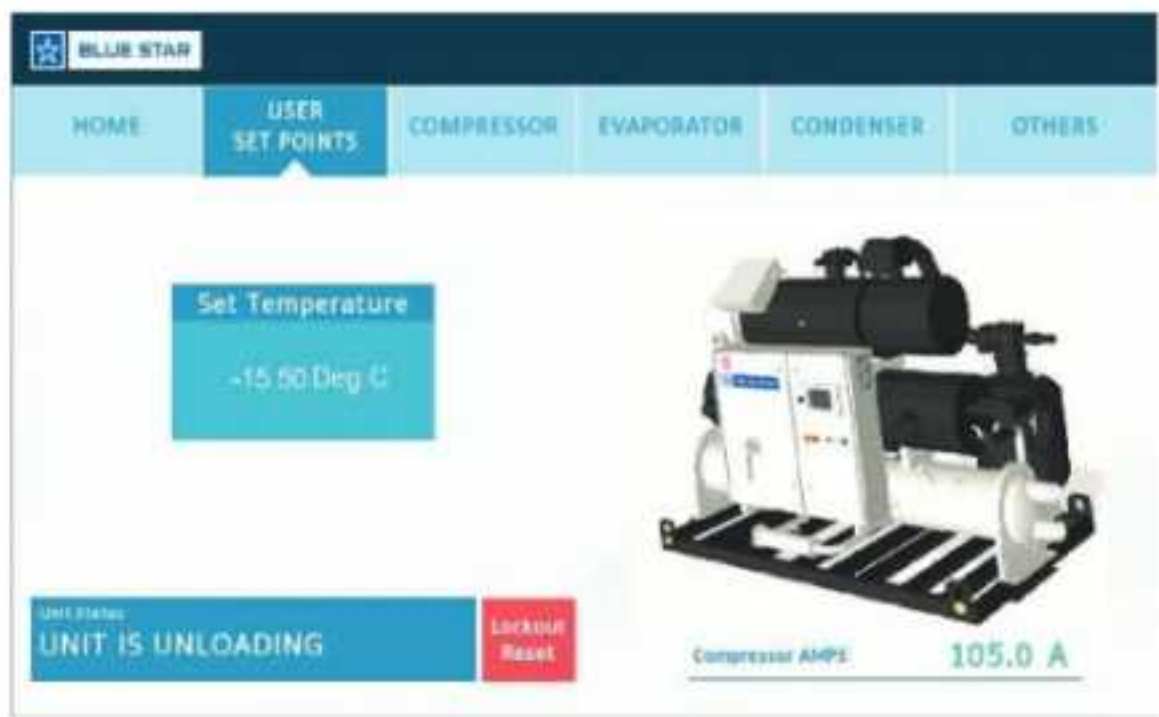 BLUE STAR
HOME
USER
SET POINTS
COMPRESSOR
EVAPORATOR
CONDENSER
OTHERS
Set Temperature
-15.50 Deg C
Unit Status
UNIT IS UNLOADING
Lockout
Reset
Compressor AMPS
105.0 A